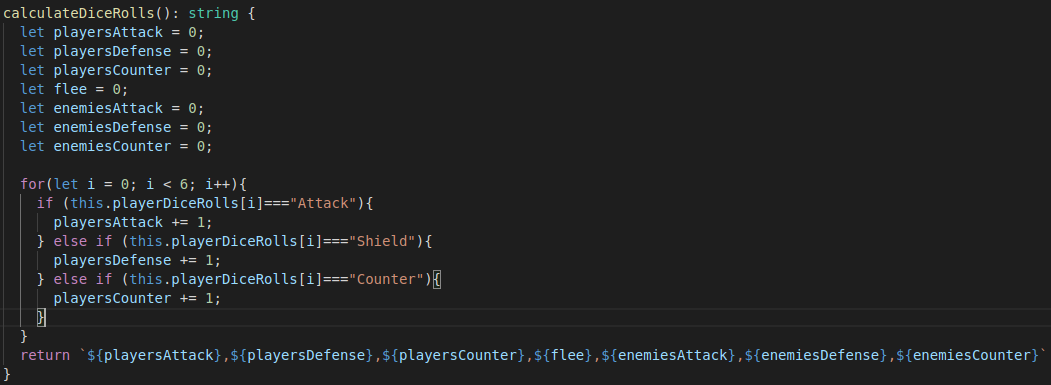 calculateDiceRolls(): string {
  let playersAttack = 0;
  let playersDefense = 0;
  let playersCounter = 0;
  let flee = 0;
  let enemiesAttack = 0;
  let enemiesDefense = 0;
  let enemiesCounter = 0;

  for(let i = 0; i < 6; i++){
    if (this.playerDiceRolls[i]==="Attack"){
      playersAttack += 1;
    } else if (this.playerDiceRolls[i]==="Shield"){
      playersDefense += 1;
    } else if (this.playerDiceRolls[i]==="Counter"){
      playersCounter += 1;
    }
  }
  return `${playersAttack},${playersDefense},${playersCounter},${flee},${enemiesAttack},${enemiesDefense},${enemiesCounter}`
}